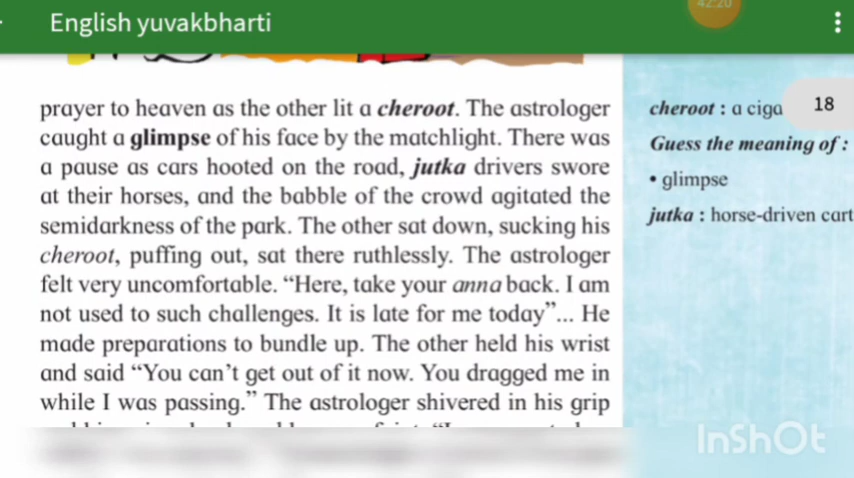 English yuvakbharti
42:20
prayer to heaven as the other lit a cheroot. The astrologer
caught a glimpse of his face by the matchlight. There was
a pause as cars hooted on the road, jutka drivers swore
at their horses, and the babble of the crowd agitated the
semidarkness of the park. The other sat down, sucking his
cheroot, puffing out, sat there ruthlessly. The astrologer
felt very uncomfortable. “Here, take your anna back. I am
not used to such challenges. It is late for me today”... He
made preparations to bundle up. The other held his wrist
and said “You can’t get out of it now. You dragged me in
while I was passing.” The astrologer shivered in his grip
cheroot : a ciga
18
Guess the meaning of :
• glimpse
jutka : horse-driven cart
InShOt